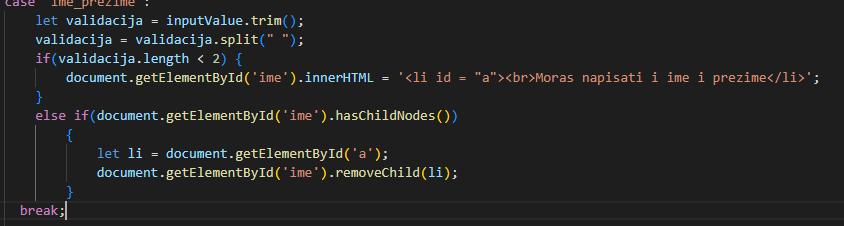 case 'ime_prezime':
let validacija = inputValue.trim();
validacija = validacija.split(" ");
if(validacija.length < 2) {
document.getElementById('ime').innerHTML = '<li id = "a"><br>Moras napisati i ime i prezime</li>';
}
else if(document.getElementById('ime').hasChildNodes())
{
let li = document.getElementById('a');
document.getElementById('ime').removeChild(li);
}
break;